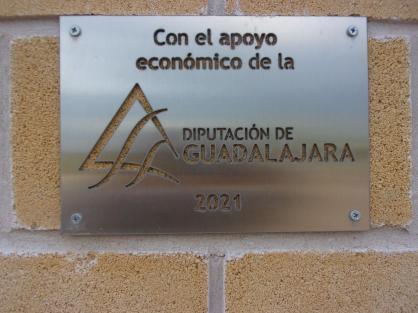 Con el apoyo
económico de la
DIPUTACIÓN DE
GUADALAJARA
2021